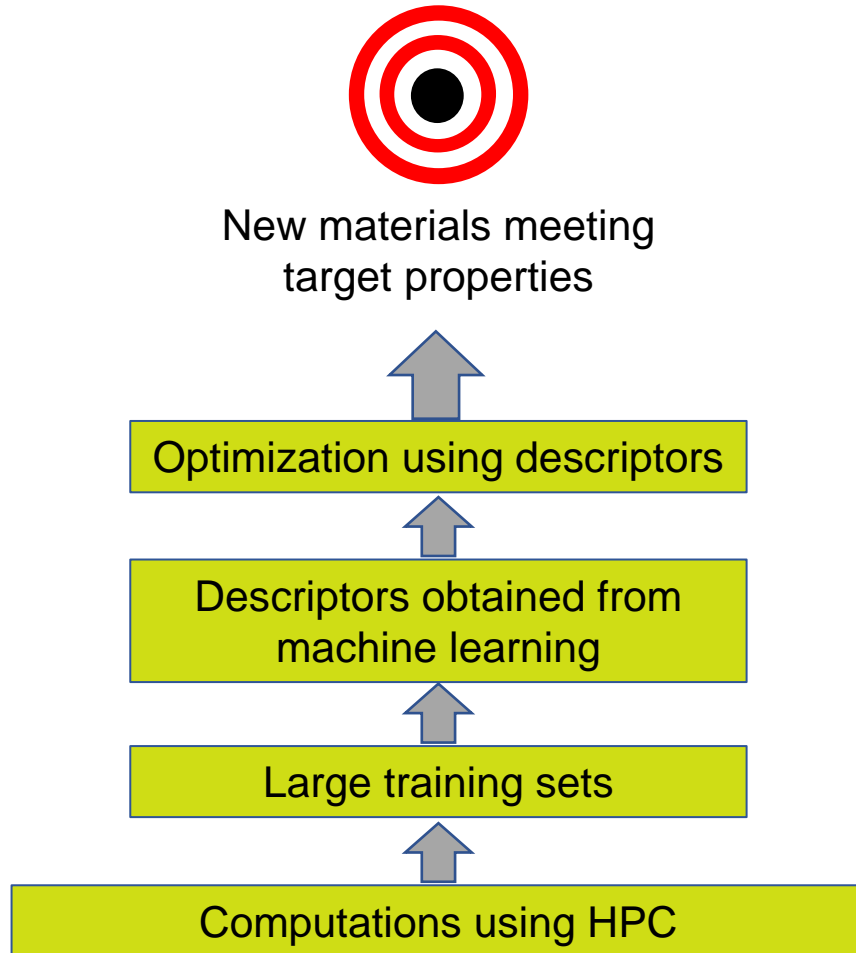 New materials meeting
target properties
Optimization using descriptors
Descriptors obtained from
machine learning
Large training sets
Computations using HPC